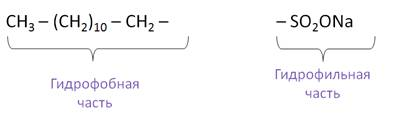 CH₃ – (CH₂)₁₀ – CH₂ – – SO₂ONa
Гидрофобная Гидрофильная
часть часть